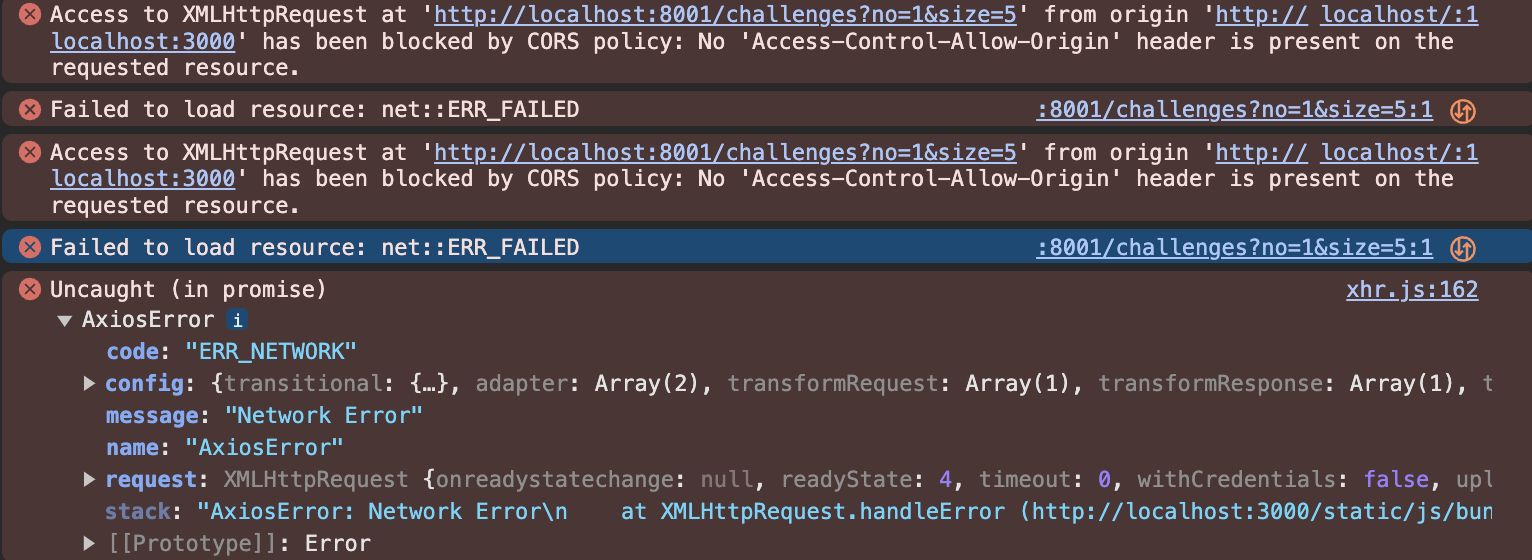 Access to XMLHttpRequest at 'http://localhost:8001/challenges?no=1&size=5' from origin 'http:// localhost/:1
localhost:3000' has been blocked by CORS policy: No 'Access-Control-Allow-Origin' header is present on the
requested resource.
Failed to load resource: net::ERR_FAILED :8001/challenges?no=1&size=5:1
Access to XMLHttpRequest at 'http://localhost:8001/challenges?no=1&size=5' from origin 'http:// localhost/:1
localhost:3000' has been blocked by CORS policy: No 'Access-Control-Allow-Origin' header is present on the
requested resource.
Failed to load resource: net::ERR_FAILED :8001/challenges?no=1&size=5:1
Uncaught (in promise) xhr.js:162
AxiosError i
code: "ERR_NETWORK"
config: {transitional: {…}, adapter: Array(2), transformRequest: Array(1), transformResponse: Array(1), t
message: "Network Error"
name: "AxiosError"
request: XMLHttpRequest {onreadystatechange: null, readyState: 4, timeout: 0, withCredentials: false, upl
stack: "AxiosError: Network Error\n    at XMLHttpRequest.handleError (http://localhost:3000/static/js/bun
[[Prototype]]: Error